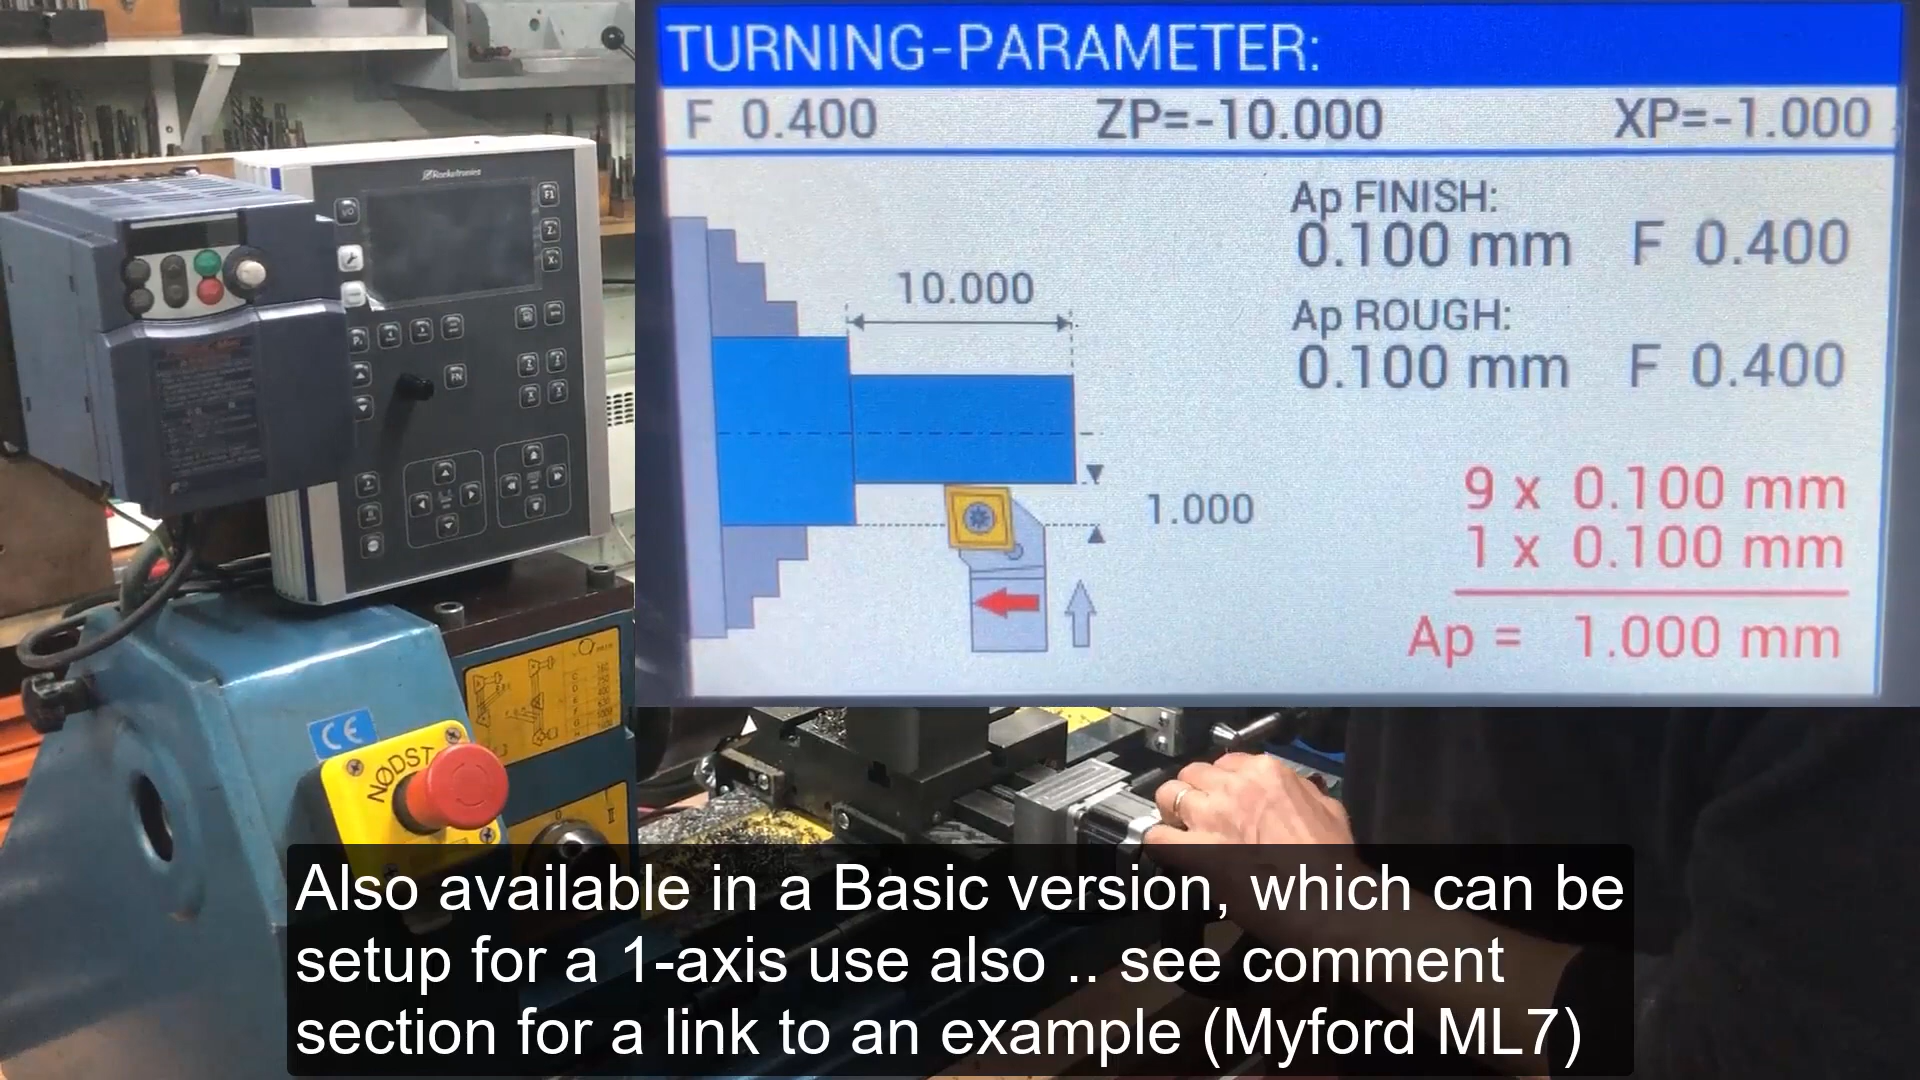 TURNING-PARAMETER:
F 0.400 ZP=-10.000 XP=-1.000
Ap FINISH:
0.100 mm F 0.400
Ap ROUGH:
0.100 mm F 0.400
10.000
1.000
9 x 0.100 mm
1 x 0.100 mm
Ap = 1.000 mm
Rocketronics
F1
FN
CE
NØDST
Also available in a Basic version, which can be
setup for a 1-axis use also .. see comment
section for a link to an example (Myford ML7)